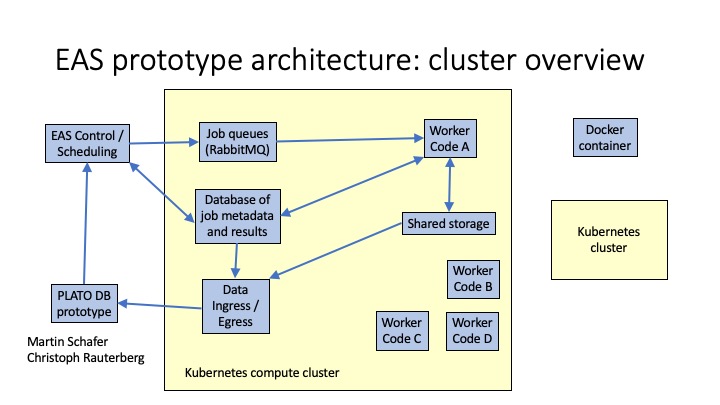 EAS prototype architecture: cluster overview
EAS Control /
Scheduling
Job queues
(RabbitMQ)
Worker
Code A
Docker
container
Database of
job metadata
and results
Shared storage
Kubernetes
cluster
Data
Ingress /
Egress
Worker
Code B
PLATO DB
prototype
Worker
Code C
Worker
Code D
Martin Schafer
Christoph Rauterberg
Kubernetes compute cluster